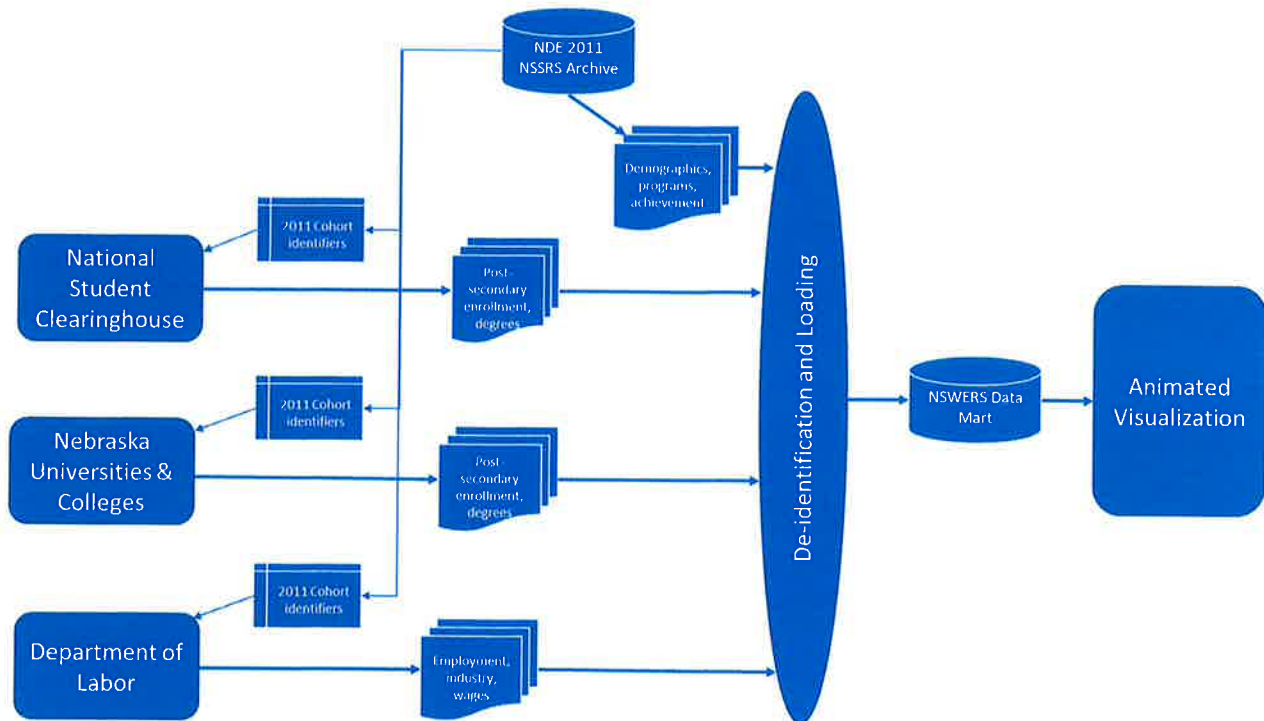 NDE 2011
NSSRS Archive
Demographics,
programs,
achievement
2011 Cohort
identifiers
National
Student
Clearinghouse
Post-
secondary
enrollment,
degrees
2011 Cohort
identifiers
Nebraska
Universities &
Colleges
Post-
secondary
enrollment,
degrees
2011 Cohort
identifiers
Department of
Labor
Employment,
industry,
wages
De-identification and Loading
NSWERS Data
Mart
Animated
Visualization